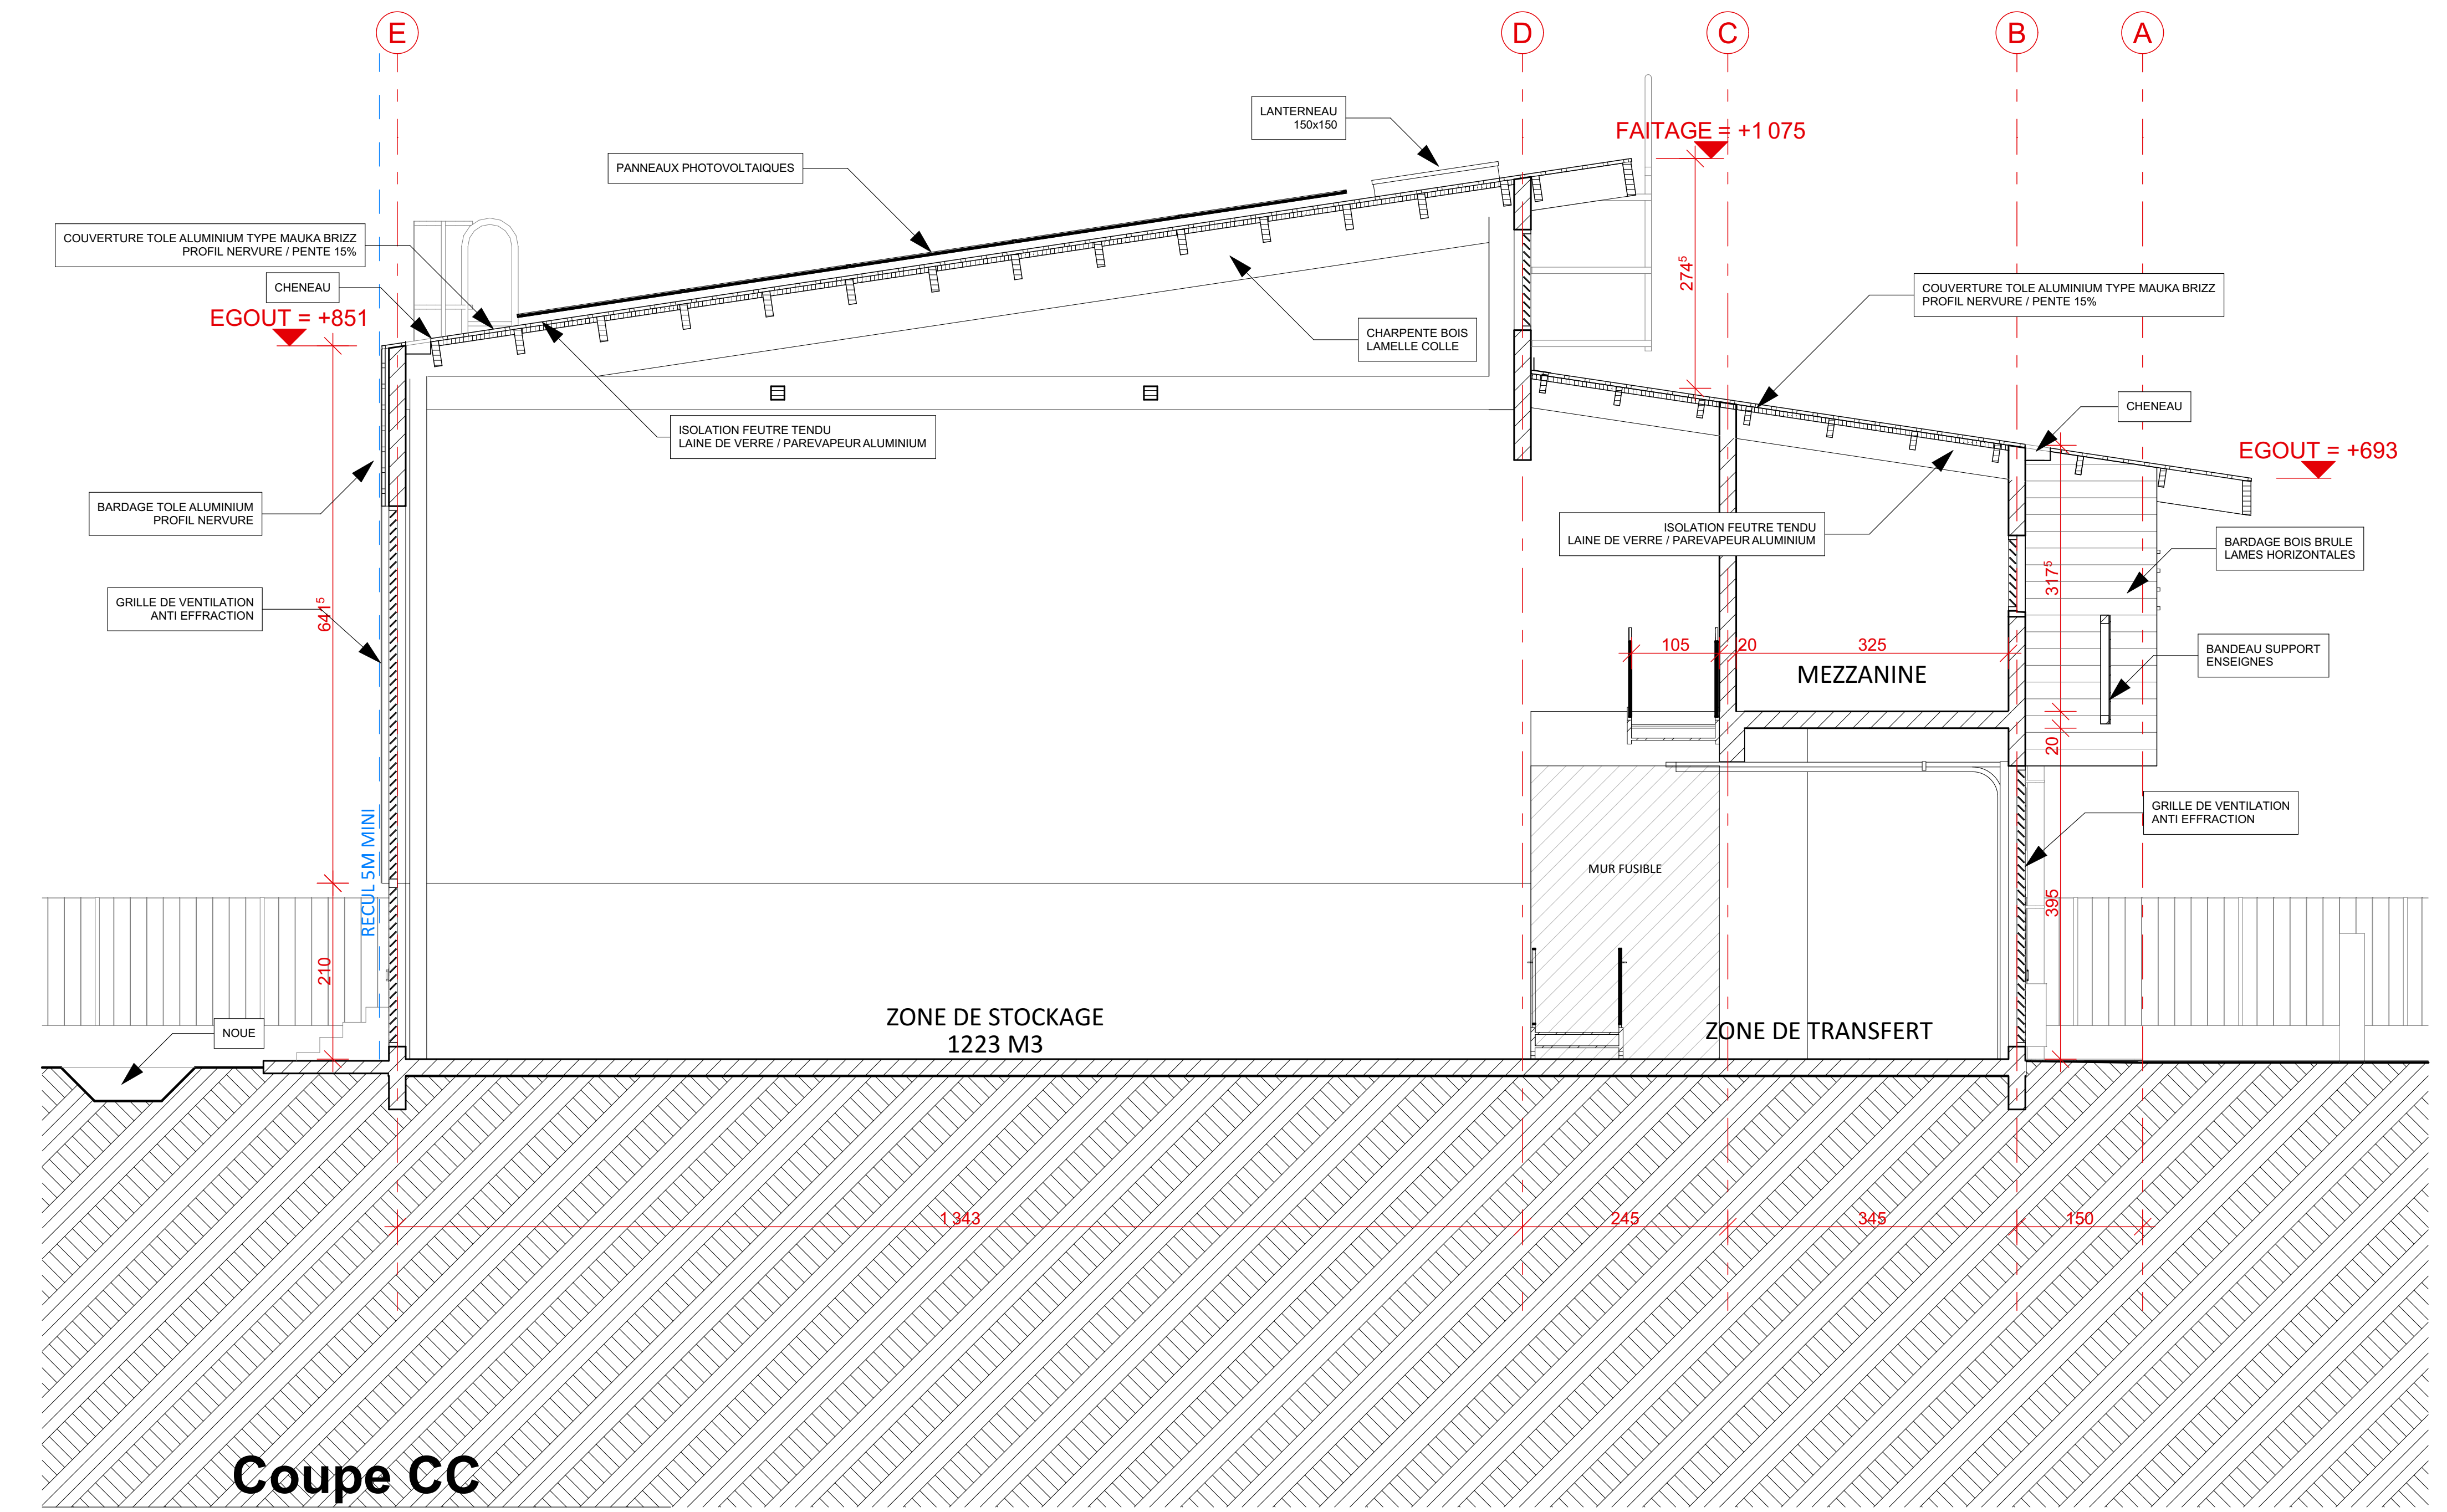 E
D
C
B
A
LANTERNEAU
150x150
FAITAGE = +1 075
PANNEAUX PHOTOVOLTAIQUES
COUVERTURE TOLE ALUMINIUM TYPE MAUKA BRIZZ
PROFIL NERVURE / PENTE 15%
CHENEAU
EGOUT = +851
274⁵
COUVERTURE TOLE ALUMINIUM TYPE MAUKA BRIZZ
PROFIL NERVURE / PENTE 15%
CHARPENTE BOIS
LAMELLE COLLE
CHENEAU
ISOLATION FEUTRE TENDU
LAINE DE VERRE / PAREVAPEUR ALUMINIUM
EGOUT = +693
BARDAGE TOLE ALUMINIUM
PROFIL NERVURE
ISOLATION FEUTRE TENDU
LAINE DE VERRE / PAREVAPEUR ALUMINIUM
BARDAGE BOIS BRULE
LAMES HORIZONTALES
GRILLE DE VENTILATION
ANTI EFFRACTION
641⁵
317⁵
105
20
325
MEZZANINE
BANDEAU SUPPORT
ENSEIGNES
20
GRILLE DE VENTILATION
ANTI EFFRACTION
RECUL 5M MINI
MUR FUSIBLE
395
210
ZONE DE STOCKAGE
1223 M3
ZONE DE TRANSFERT
NOUE
1 343
245
345
150
Coupe CC